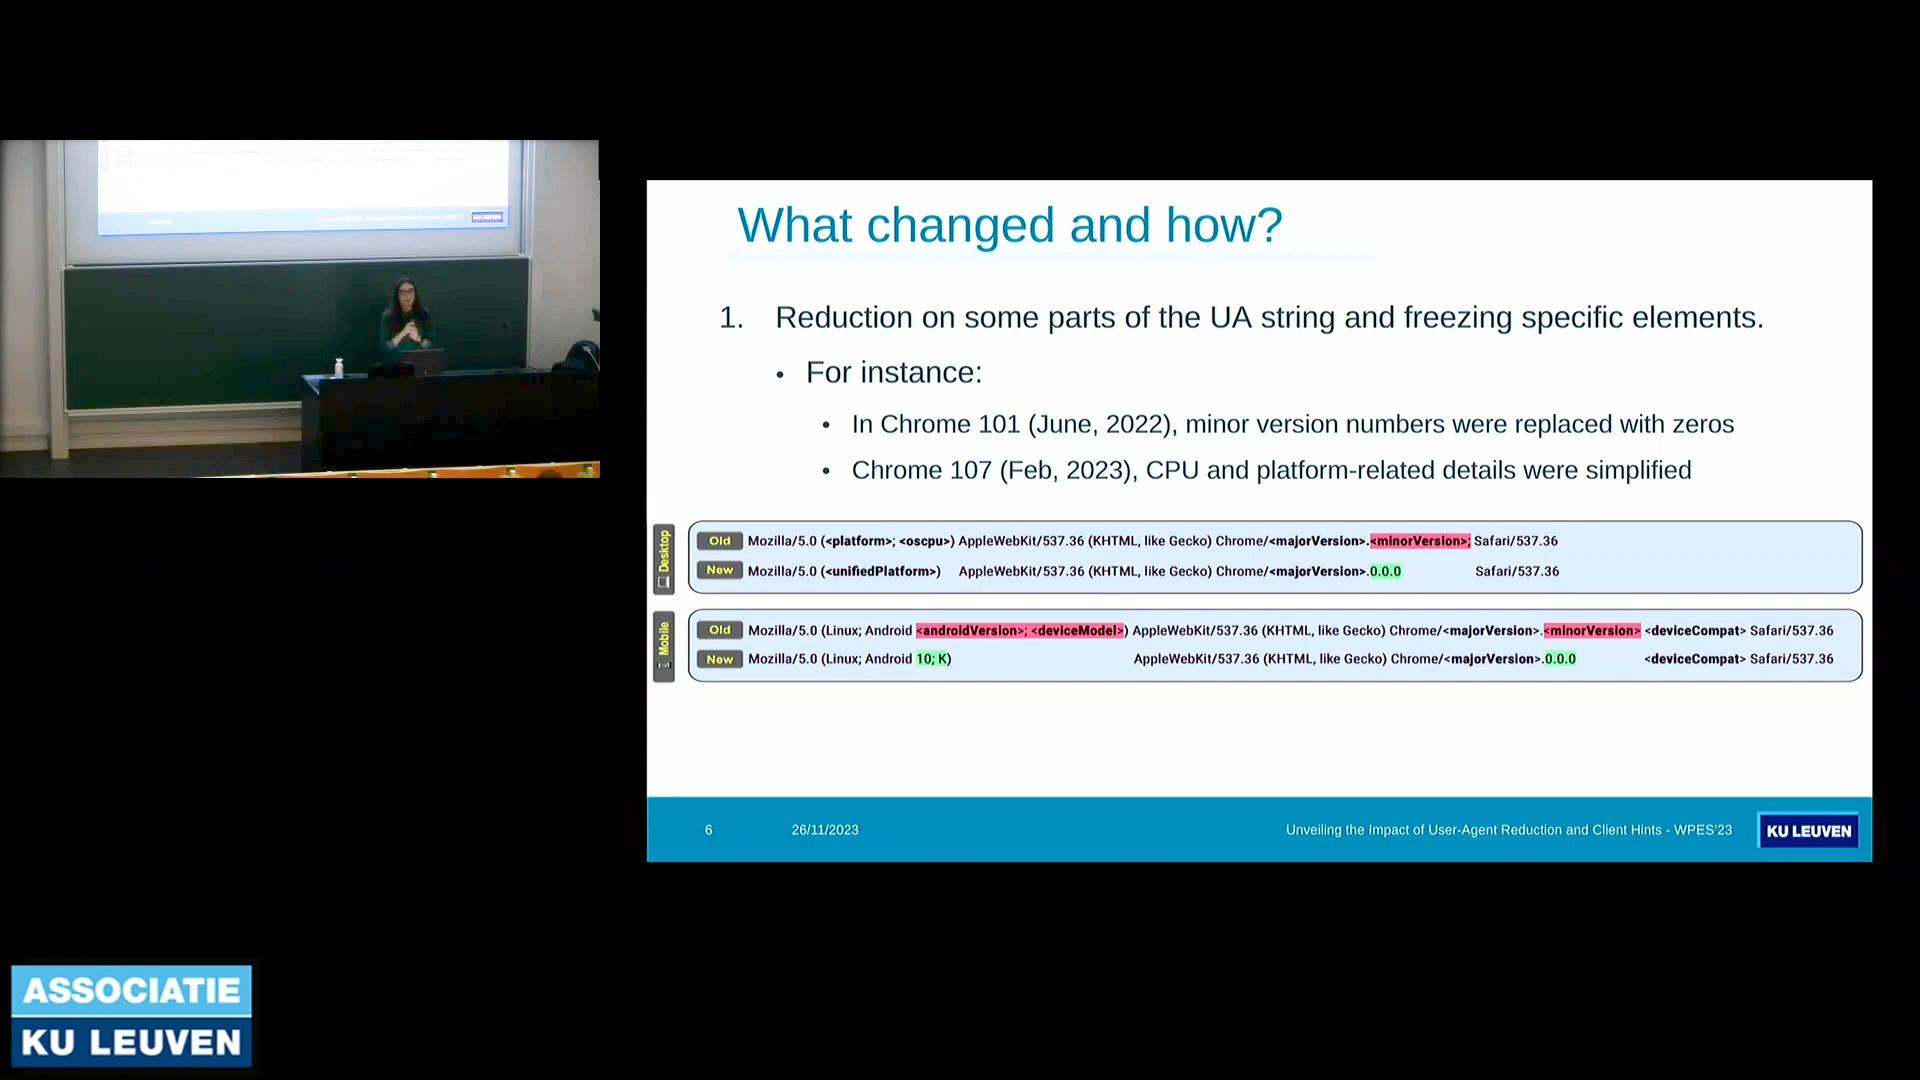 What changed and how?
1. Reduction on some parts of the UA string and freezing specific elements.
• For instance:
• In Chrome 101 (June, 2022), minor version numbers were replaced with zeros
• Chrome 107 (Feb, 2023), CPU and platform-related details were simplified
Desktop
Old Mozilla/5.0 (<platform>; <oscpu>) AppleWebKit/537.36 (KHTML, like Gecko) Chrome/<majorVersion>.<minorVersion>; Safari/537.36
New Mozilla/5.0 (<unifiedPlatform>) AppleWebKit/537.36 (KHTML, like Gecko) Chrome/<majorVersion>.0.0.0 Safari/537.36
Mobile
Old Mozilla/5.0 (Linux; Android <androidVersion>; <deviceModel>) AppleWebKit/537.36 (KHTML, like Gecko) Chrome/<majorVersion>.<minorVersion> <deviceCompat> Safari/537.36
New Mozilla/5.0 (Linux; Android 10; K) AppleWebKit/537.36 (KHTML, like Gecko) Chrome/<majorVersion>.0.0.0 <deviceCompat> Safari/537.36
6 26/11/2023 Unveiling the Impact of User-Agent Reduction and Client Hints - WPES'23 KU LEUVEN
KU LEUVEN
ASSOCIATIE
KU LEUVEN